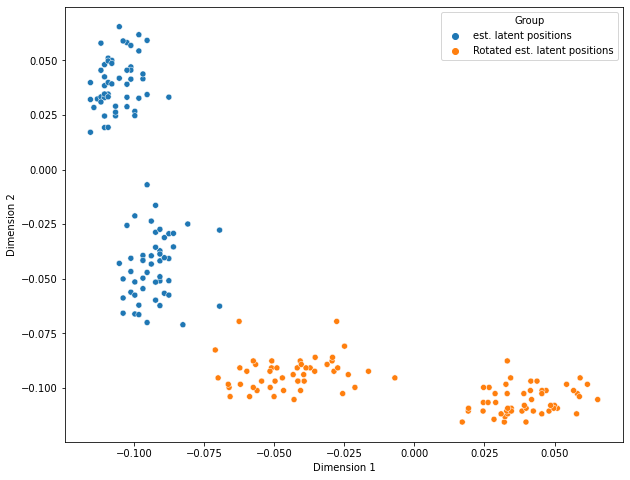 Group
est. latent positions
Rotated est. latent positions
0.050
0.025
0.000
−0.025
−0.050
−0.075
−0.100
Dimension 2
−0.100 −0.075 −0.050 −0.025 0.000 0.025 0.050
Dimension 1